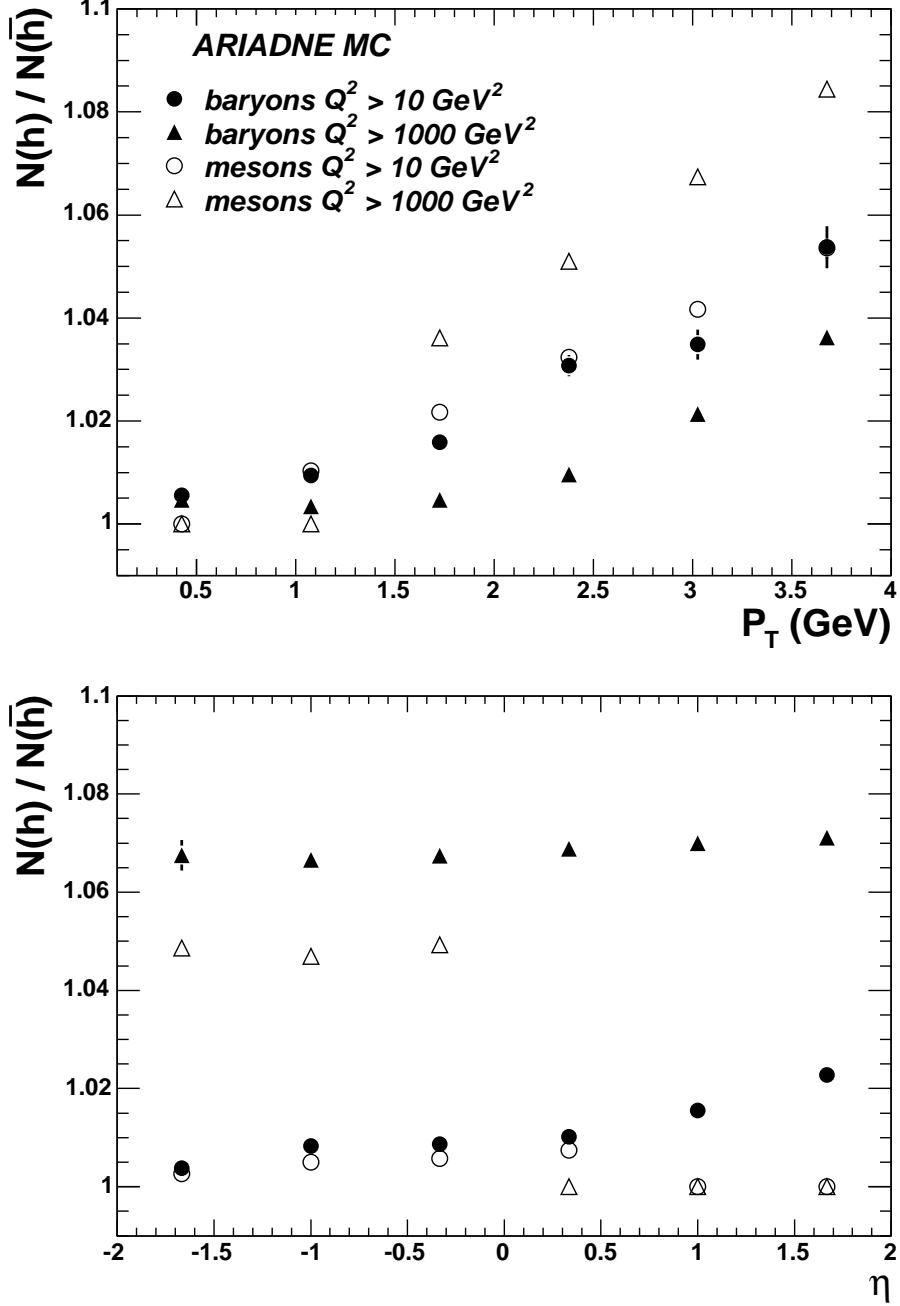 N(h) / N(h̅)
1.1
1.08
1.06
1.04
1.02
1
ARIADNE MC
baryons Q² > 10 GeV²
baryons Q² > 1000 GeV²
mesons Q² > 10 GeV²
mesons Q² > 1000 GeV²
0.5 1 1.5 2 2.5 3 3.5 4
P_T (GeV)
N(h) / N(h̅)
1.1
1.08
1.06
1.04
1.02
1
-2 -1.5 -1 -0.5 0 0.5 1 1.5 2
η